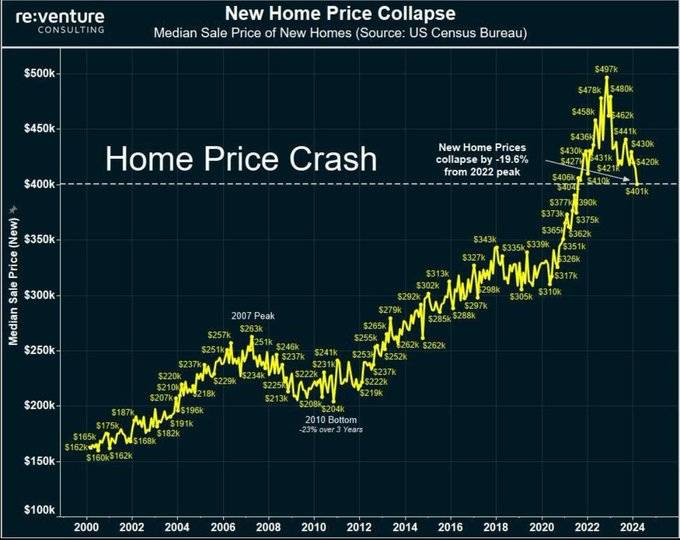 re:venture
CONSULTING
New Home Price Collapse
Median Sale Price of New Homes (Source: US Census Bureau)
Median Sale Price (New)
$500k
$450k
$400k
$350k
$300k
$250k
$200k
$150k
$100k
Home Price Crash
New Home Prices
collapse by -19.6%
from 2022 peak
$497k
$478k
$480k
$458k
$462k
$436k
$441k
$430k
$430k
$427k
$431k
$421k
$420k
$406k
$410k
$401k
$404k
$377k
$390k
$373k
$375k
$365k
$362k
$351k
$343k
$335k
$339k
$327k
$326k
$317k
$313k
$310k
$305k
$302k
$298k
$297k
$292k
$288k
$285k
$279k
$265k
$262k
$262k
$255k
$253k
$252k
$237k
$222k
$219k
2007 Peak
$263k
$257k
$251k
$251k
$246k
$241k
$237k
$237k
$234k
$231k
$229k
$225k
$222k
$220k
$218k
$213k
$210k
$208k
$207k
$204k
2010 Bottom
-23% over 3 Years
$196k
$191k
$187k
$182k
$175k
$168k
$165k
$162k
$162k
$160k
2000 2002 2004 2006 2008 2010 2012 2014 2016 2018 2020 2022 2024